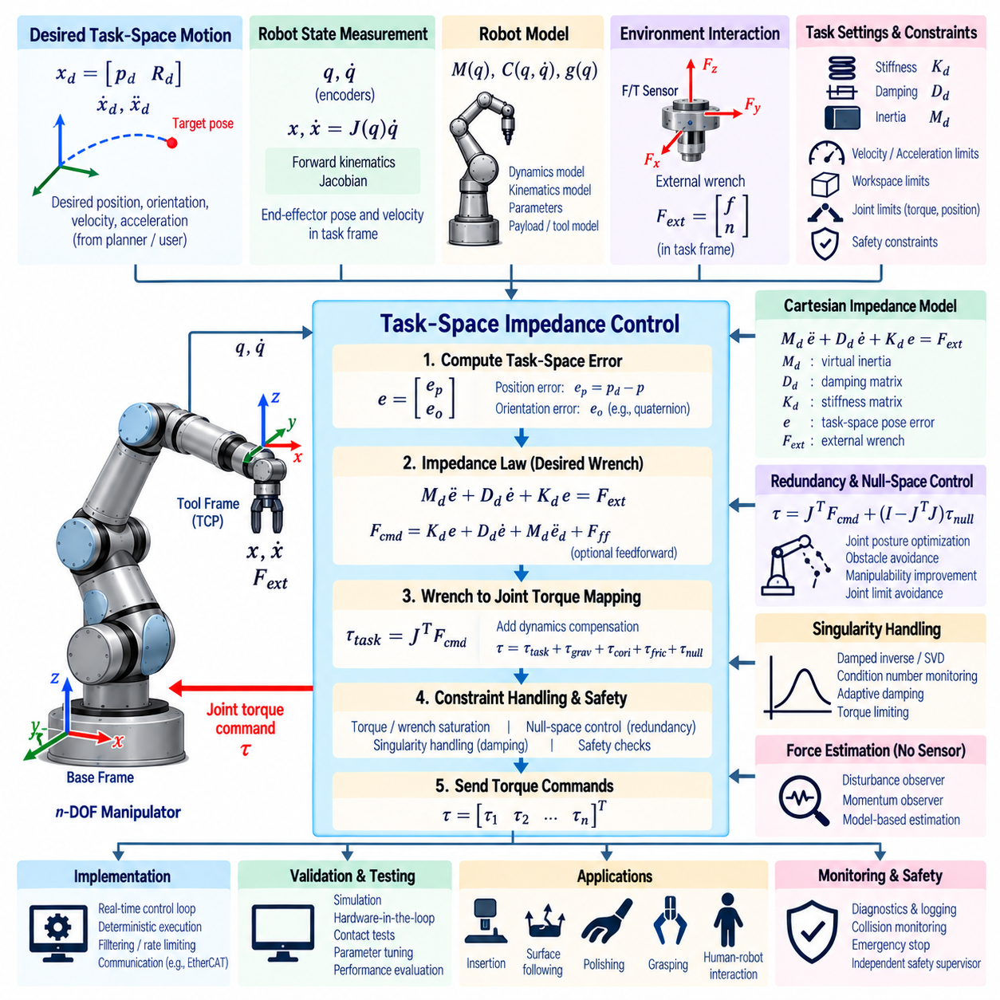 Desired Task-Space Motion
x_d = [p_d R_d]
ẋ_d, ẍ_d
Target pose
Desired position, orientation,
velocity, acceleration
(from planner / user)
Robot State Measurement
q, q̇
(encoders)
x, ẋ = J(q)q̇
Forward kinematics
Jacobian
End-effector pose and velocity
in task frame
Robot Model
M(q), C(q, q̇), g(q)
Dynamics model
Kinematics model
Parameters
Payload / tool model
Environment Interaction
F/T Sensor
F_z
F_y
F_x
External wrench
F_ext = [f n]
(in task frame)
Task Settings & Constraints
Stiffness K_d
Damping D_d
Inertia M_d
Velocity / Acceleration limits
Workspace limits
Joint limits (torque, position)
Safety constraints
q, q̇
z
y
x
Tool Frame
(TCP)
x, ẋ
F_ext
z
y
x
Base Frame
n-DOF Manipulator
Joint torque
command
τ
Task-Space Impedance Control
1. Compute Task-Space Error
e = [e_p e_o]
Position error: e_p = p_d − p
Orientation error: e_o (e.g., quaternion)
2. Impedance Law (Desired Wrench)
M_d ë + D_d ė + K_d e = F_ext
F_cmd = K_d e + D_d ė + M_d ë_d + F_ff
(optional feedforward)
3. Wrench to Joint Torque Mapping
τ_task = J^T F_cmd
Add dynamics compensation
τ = τ_task + τ_grav + τ_cori + τ_fric + τ_null
4. Constraint Handling & Safety
Torque / wrench saturation | Null-space control (redundancy)
Singularity handling (damping) | Safety checks
5. Send Torque Commands
τ = [τ_1 τ_2 ... τ_n]^T
Cartesian Impedance Model
M_d ë + D_d ė + K_d e = F_ext
M_d : virtual inertia
D_d : damping matrix
K_d : stiffness matrix
e : task-space pose error
F_ext : external wrench
Redundancy & Null-Space Control
τ = J^T F_cmd + (I − J^T J)τ_null
Joint posture optimization
Obstacle avoidance
Manipulability improvement
Joint limit avoidance
Singularity Handling
Damped inverse / SVD
Condition number monitoring
Adaptive damping
Torque limiting
Force Estimation (No Sensor)
Disturbance observer
Momentum observer
Model-based estimation
Implementation
Real-time control loop
Deterministic execution
Filtering / rate limiting
Communication (e.g., EtherCAT)
Validation & Testing
Simulation
Hardware-in-the-loop
Contact tests
Parameter tuning
Performance evaluation
Applications
Insertion
Surface
following
Polishing
Grasping
Human-robot
interaction
Monitoring & Safety
Diagnostics & logging
Collision monitoring
Emergency stop
Independent safety supervisor